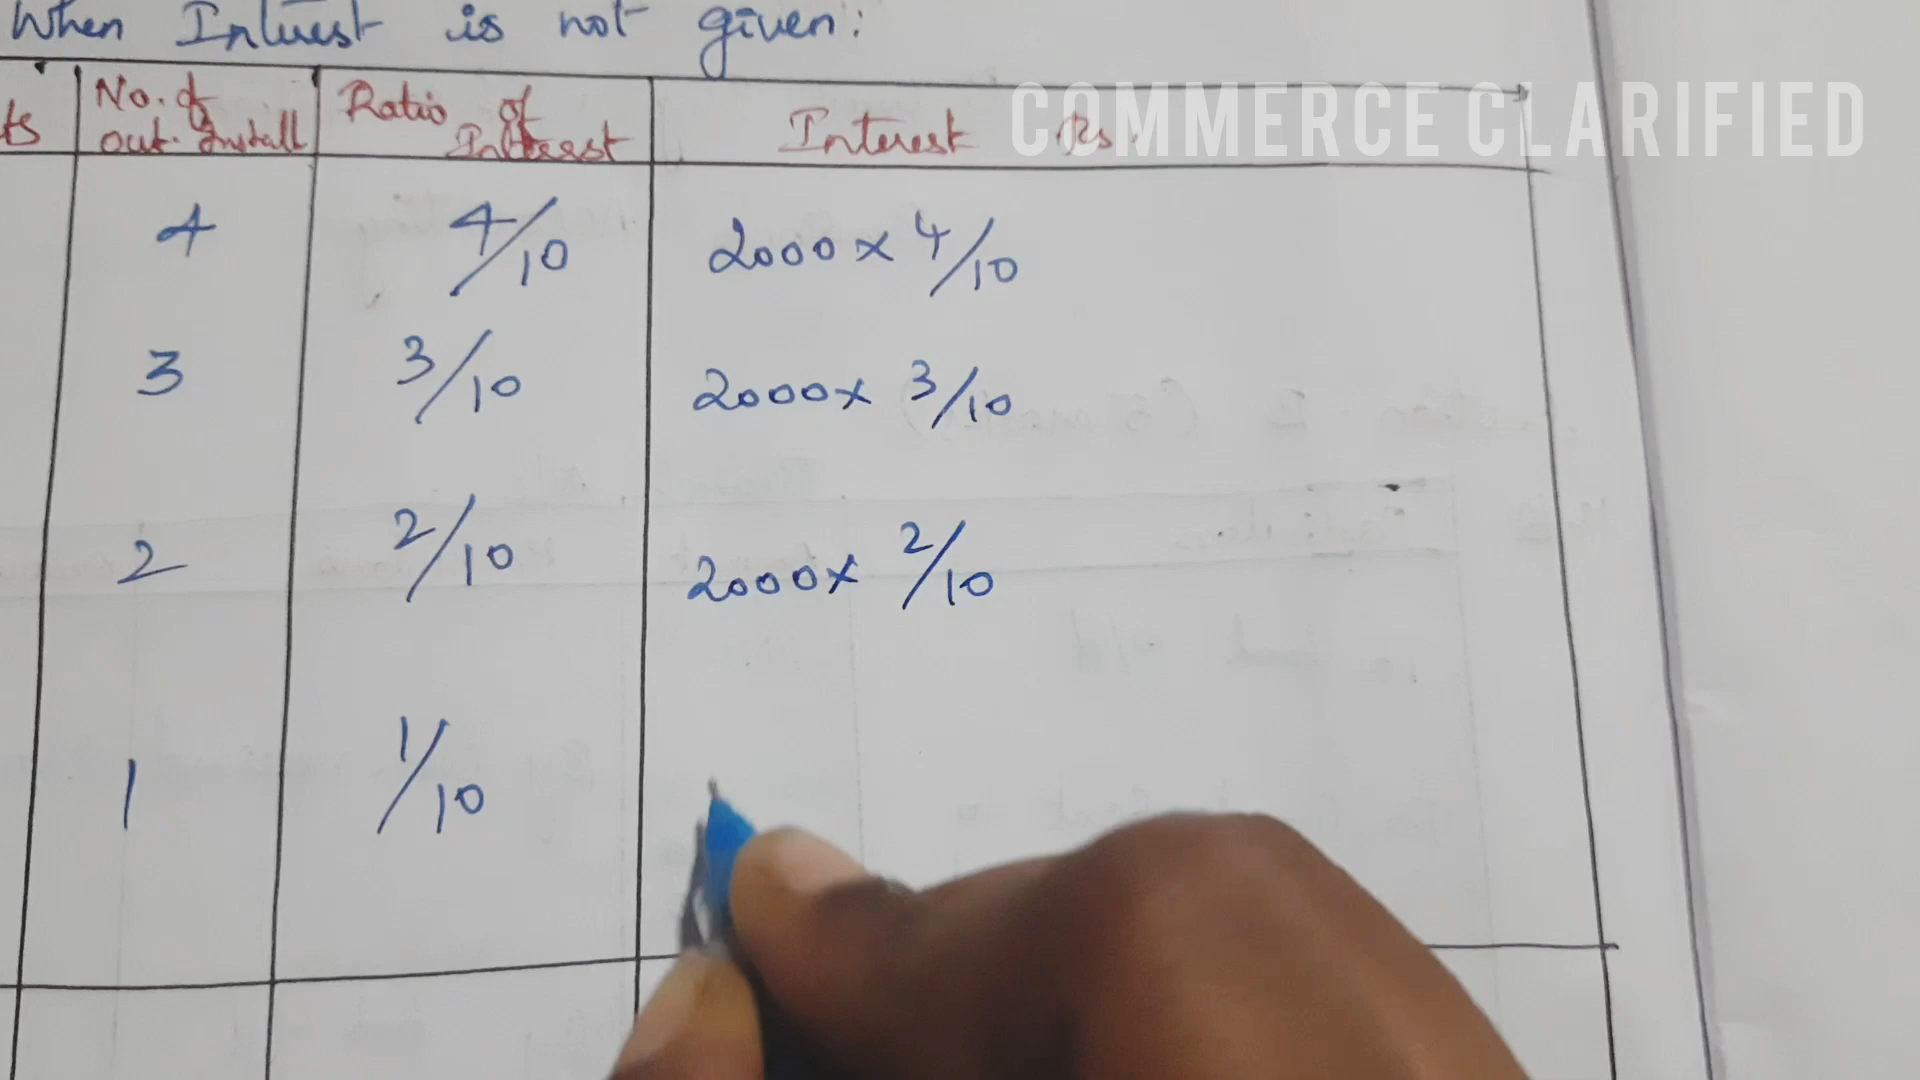 When Interest is not given:
COMMERCE CLARIFIED
ts
No. of
out. Install
Ratio of
Interest
Interest Rs.
4
4/10
2000 x 4/10
3
3/10
2000 x 3/10
2
2/10
2000 x 2/10
1
1/10